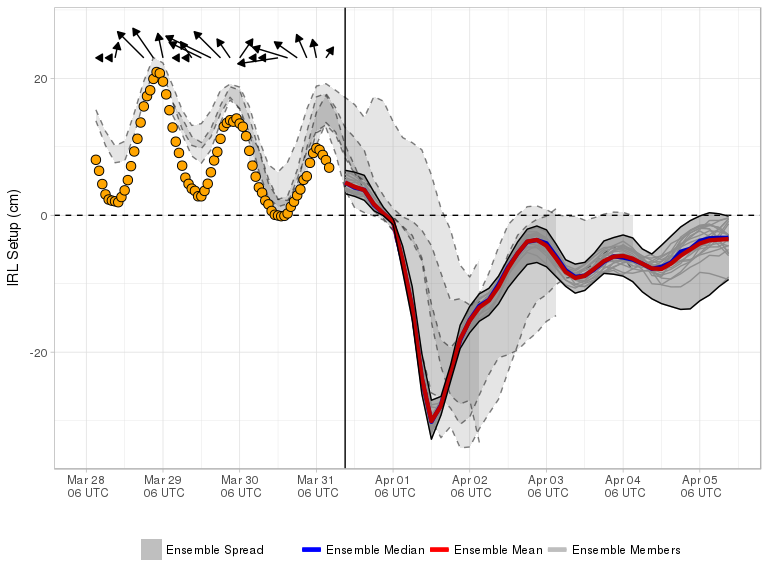 IRL Setup (cm)
20
0
-20
Mar 28
06 UTC
Mar 29
06 UTC
Mar 30
06 UTC
Mar 31
06 UTC
Apr 01
06 UTC
Apr 02
06 UTC
Apr 03
06 UTC
Apr 04
06 UTC
Apr 05
06 UTC
Ensemble Spread
Ensemble Median
Ensemble Mean
Ensemble Members